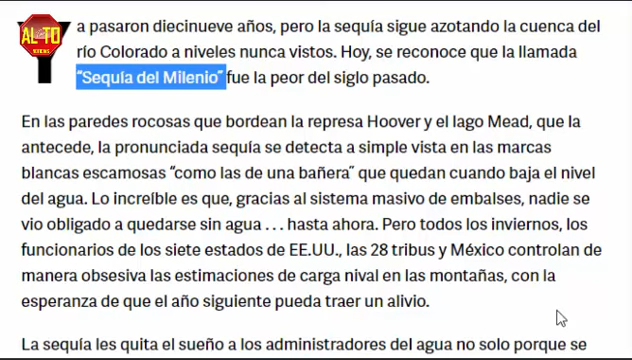 ALTO
Ya pasaron diecinueve años, pero la sequía sigue azotando la cuenca del
río Colorado a niveles nunca vistos. Hoy, se reconoce que la llamada
“Sequía del Milenio” fue la peor del siglo pasado.
En las paredes rocosas que bordean la represa Hoover y el lago Mead, que la
antecede, la pronunciada sequía se detecta a simple vista en las marcas
blancas escamosas “como las de una bañera” que quedan cuando baja el nivel
del agua. Lo increíble es que, gracias al sistema masivo de embalses, nadie se
vio obligado a quedarse sin agua . . . hasta ahora. Pero todos los inviernos, los
funcionarios de los siete estados de EE.UU., las 28 tribus y México controlan de
manera obsesiva las estimaciones de carga nival en las montañas, con la
esperanza de que el año siguiente pueda traer un alivio.
La sequía les quita el sueño a los administradores del agua no solo porque se